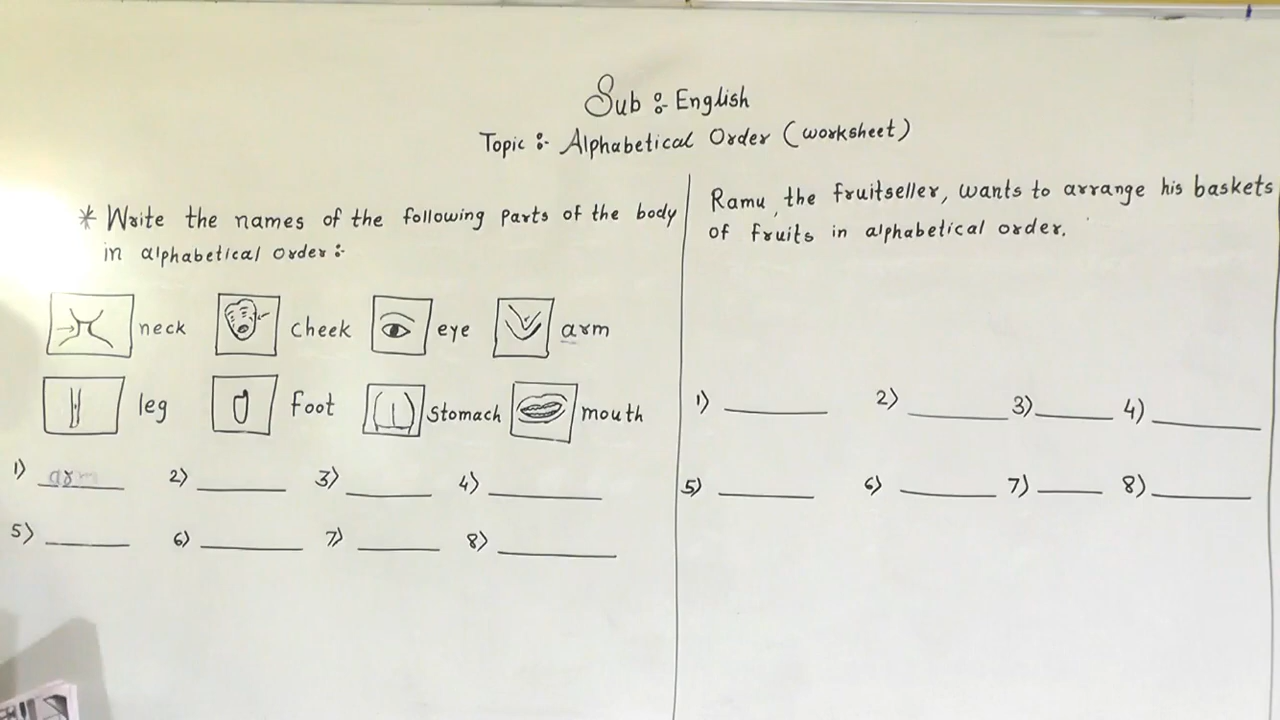 Sub :- English
Topic :- Alphabetical Order (worksheet)
* Write the names of the following parts of the body
in alphabetical order :-
neck cheek eye arm
leg foot stomach mouth
1) arm 2) 3) 4)
5) 6) 7) 8)
Ramu, the fruitseller, wants to arrange his baskets
of fruits in alphabetical order.
1) 2) 3) 4)
5) 6) 7) 8)